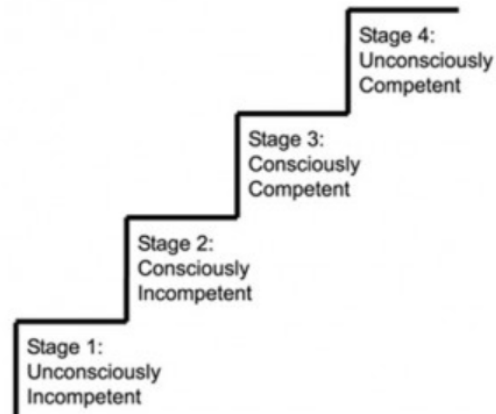 Stage 4:
Unconsciously
Competent
Stage 3:
Consciously
Competent
Stage 2:
Consciously
Incompetent
Stage 1:
Unconsciously
Incompetent